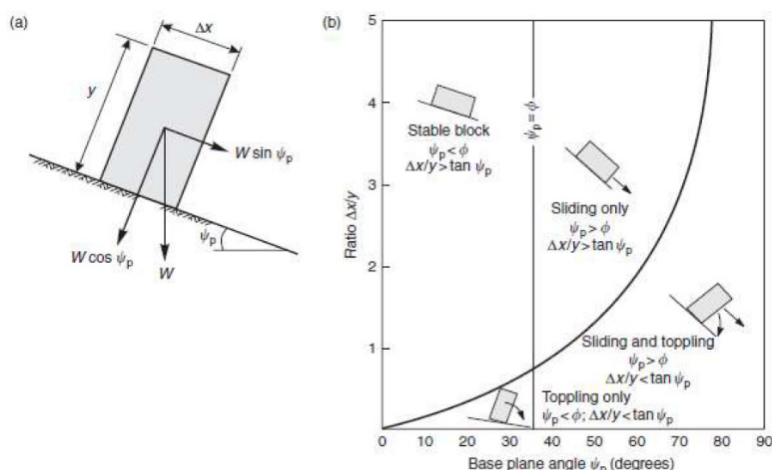 (a)
Δx
y
W sin ψp
ψp
W cos ψp
W
(b)
5
4
3
2
1
0
Ratio Δx/y
Stable block
ψp < ϕ
Δx/y > tan ψp
ψp = ϕ
Sliding only
ψp > ϕ
Δx/y > tan ψp
Sliding and toppling
ψp > ϕ
Δx/y < tan ψp
Toppling only
ψp < ϕ; Δx/y < tan ψp
0 10 20 30 40 50 60 70 80 90
Base plane angle ψp (degrees)